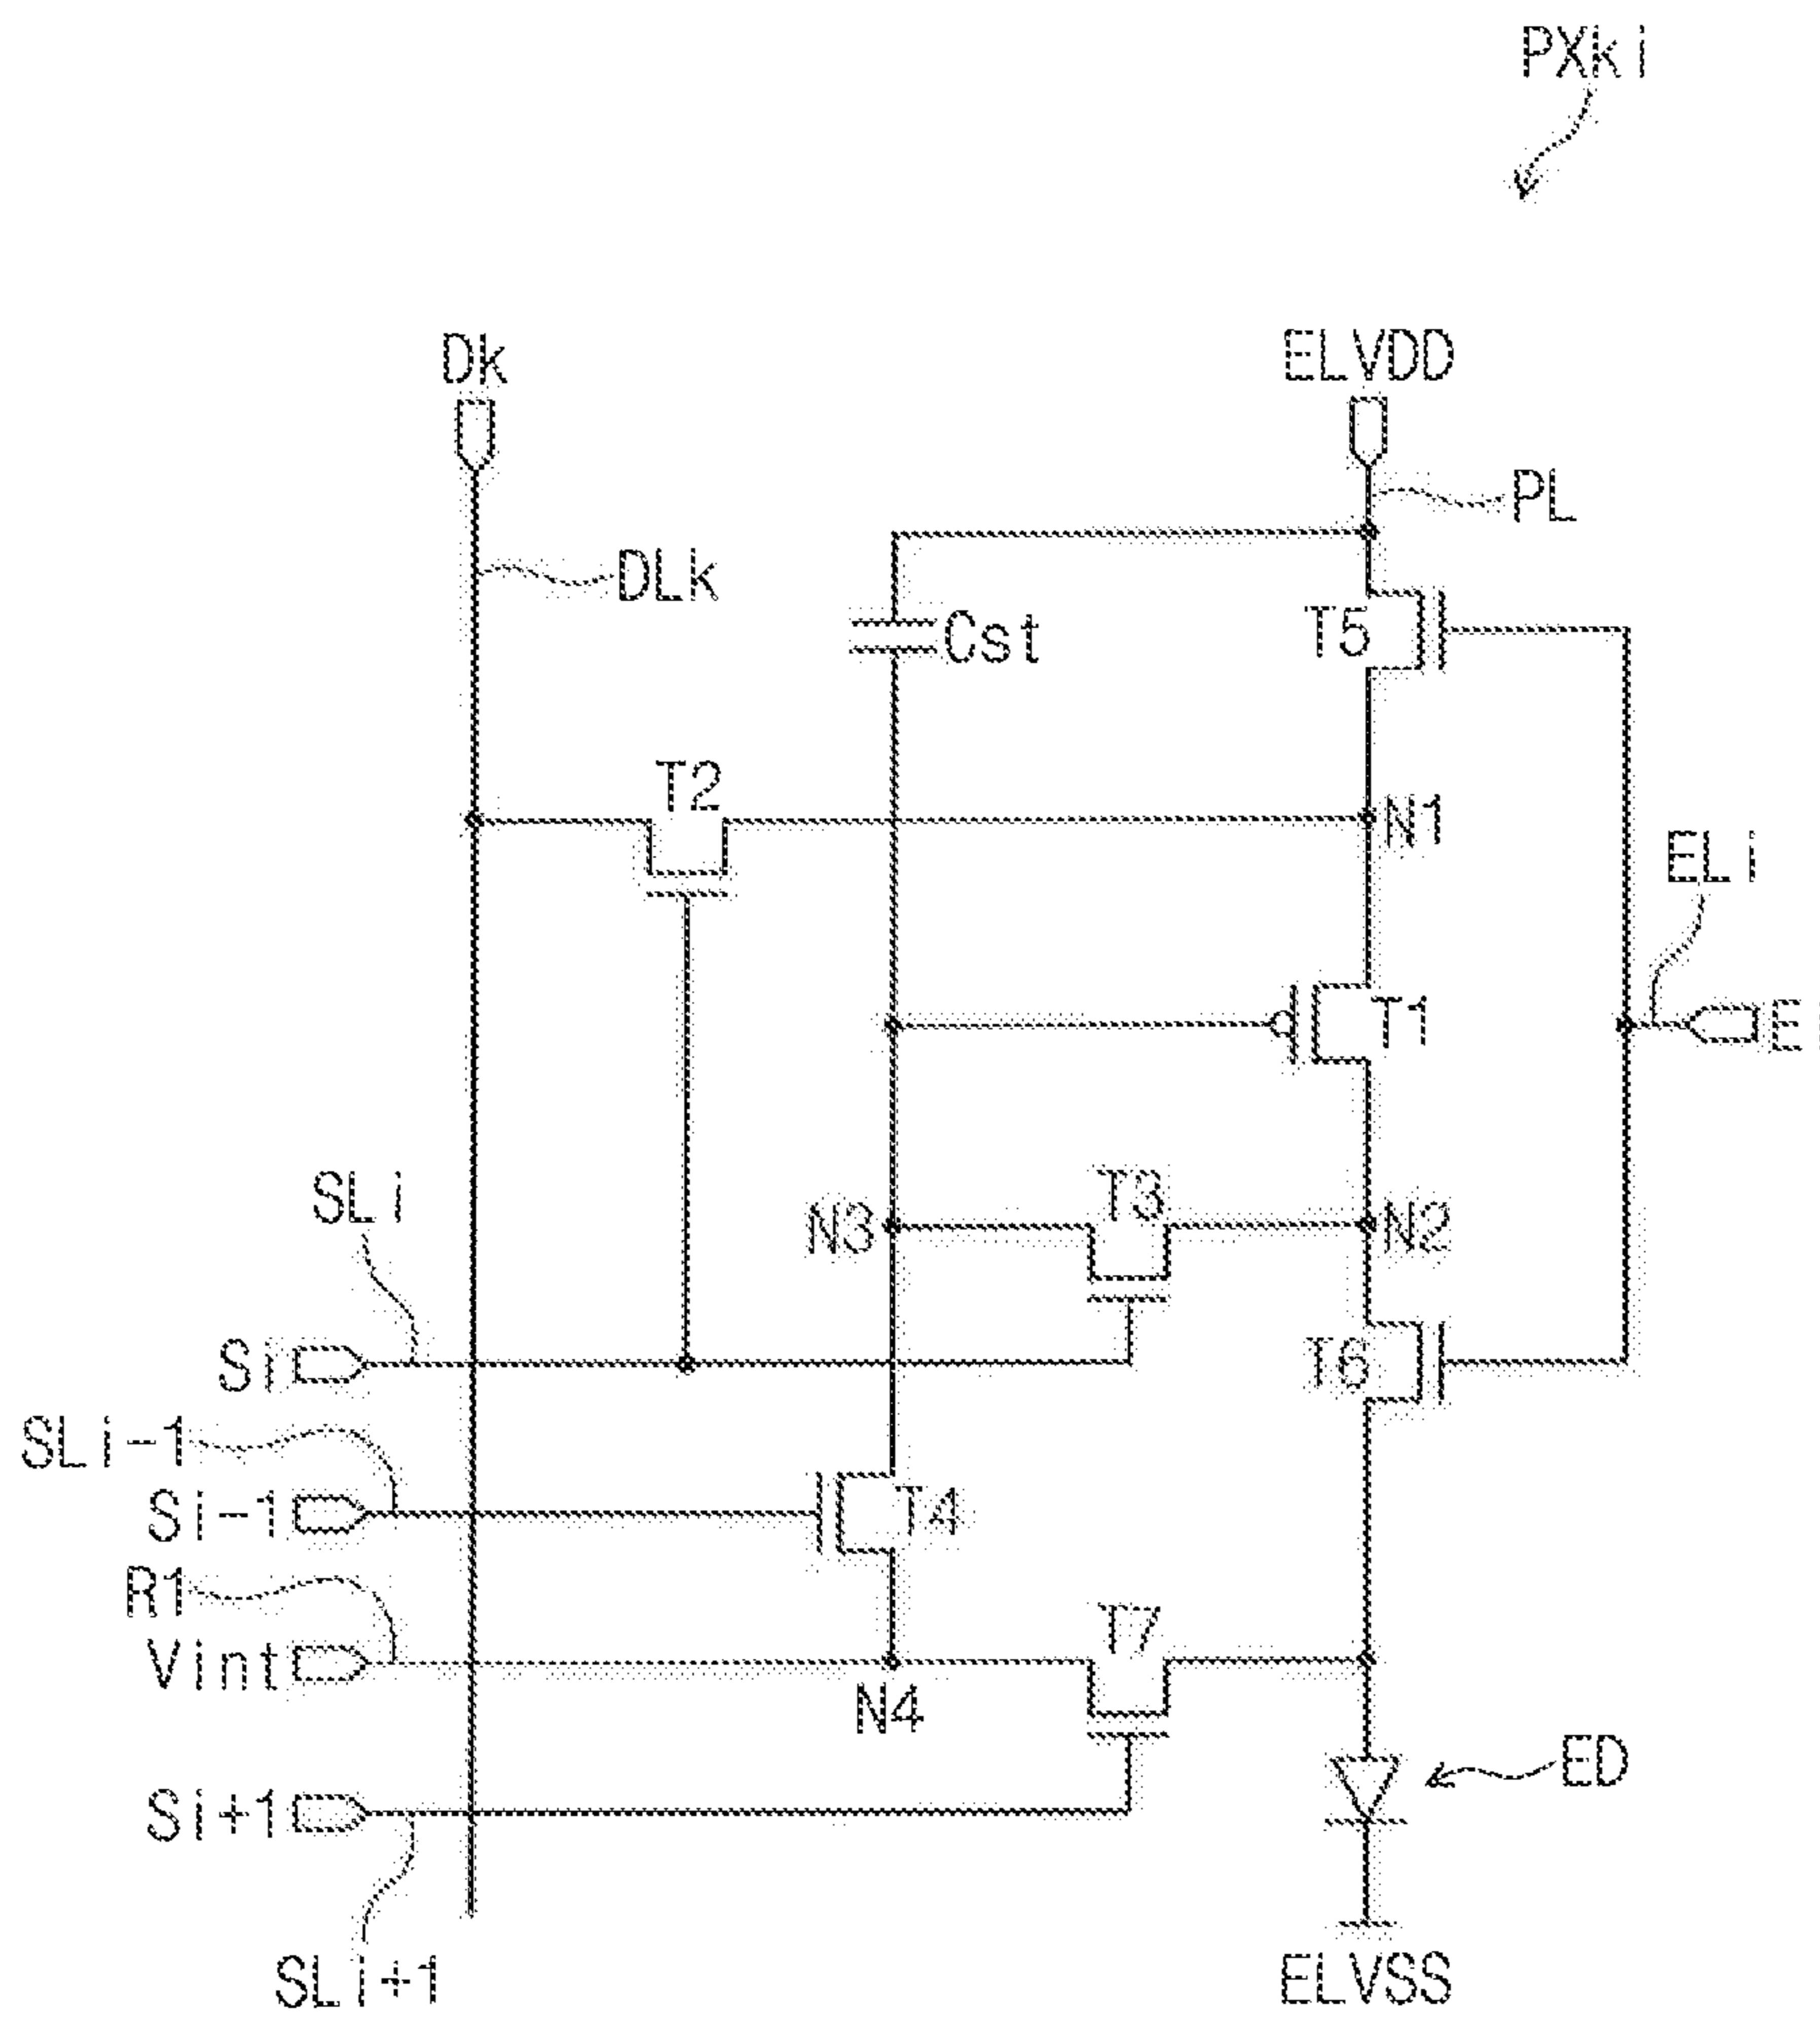 PXki
Dk
ELVDD
PL
DLk
Cst
T5
T2
N1
ELi
T1
SLi
T3
N3
N2
Si
T6
SLi-1
Si-1
T4
R1
T7
Vint
N4
ED
Si+1
SLi+1
ELVSS